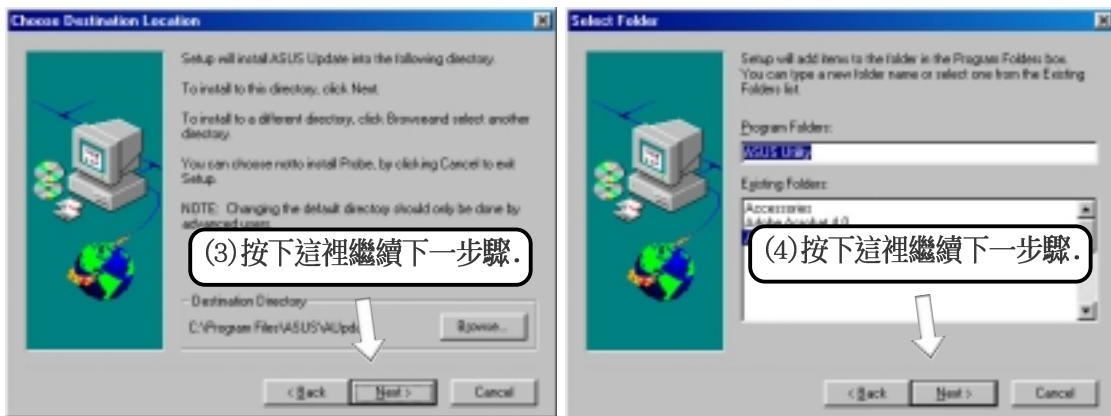 Choose Destination Location
Setup will install ASUS Update into the following directory.
To install to this directory, click Next.
To install to a different directory, click Browseand select another
directory.
You can choose notto install Probe, by clicking Cancel to exit
Setup.
NOTE: Changing the default directory should only be done by
advanced users
(3)按下這裡繼續下一步驟.
Destination Directory
C:\Program Files\ASUS\AUpda
Browse...
< Back
Next >
Cancel
Select Folder
Setup will add items to the folder in the Program Folders box.
You can type a new folder name or select one from the Existing
Folders list.
Program Folders:
ASUS Utility
Existing Folders:
Accessories
Adobe Acrobat 4.0
(4)按下這裡繼續下一步驟.
< Back
Next >
Cancel